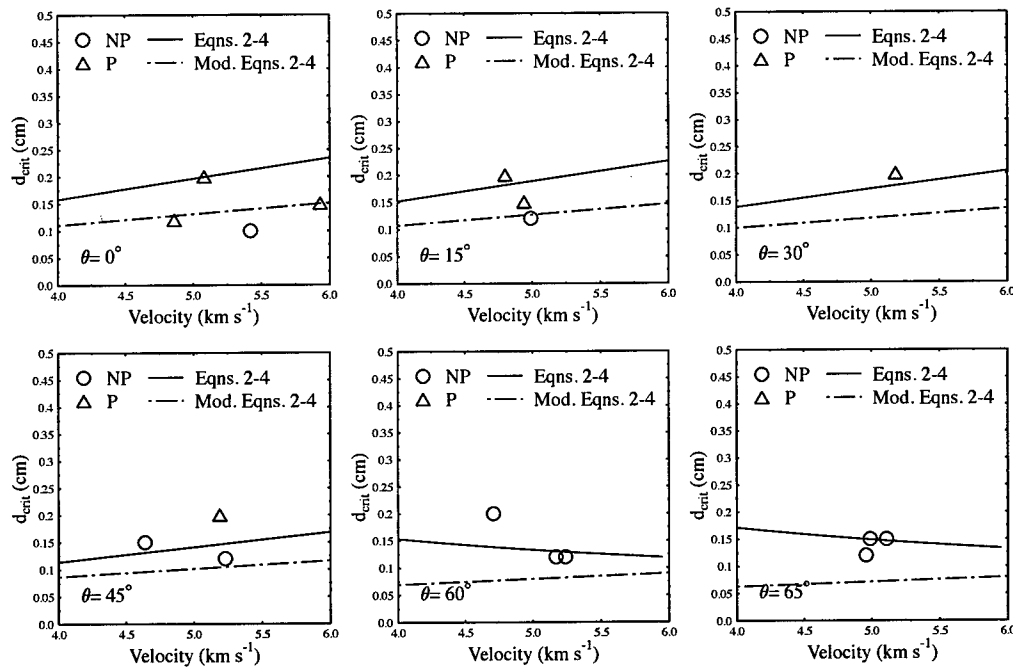 d_crit (cm)
0.5
0.45
0.4
0.35
0.3
0.25
0.2
0.15
0.1
0.05
0.0
NP
Eqns. 2-4
P
Mod. Eqns. 2-4
θ= 0°
4.0 4.5 5.0 5.5 6.0
Velocity (km s⁻¹)
d_crit (cm)
0.5
0.45
0.4
0.35
0.3
0.25
0.2
0.15
0.1
0.05
0.0
NP
Eqns. 2-4
P
Mod. Eqns. 2-4
θ= 15°
4.0 4.5 5.0 5.5 6.0
Velocity (km s⁻¹)
d_crit (cm)
0.5
0.45
0.4
0.35
0.3
0.25
0.2
0.15
0.1
0.05
0.0
NP
Eqns. 2-4
P
Mod. Eqns. 2-4
θ= 30°
4.0 4.5 5.0 5.5 6.0
Velocity (km s⁻¹)
d_crit (cm)
0.5
0.45
0.4
0.35
0.3
0.25
0.2
0.15
0.1
0.05
0.0
NP
Eqns. 2-4
P
Mod. Eqns. 2-4
θ= 45°
4.0 4.5 5.0 5.5 6.0
Velocity (km s⁻¹)
d_crit (cm)
0.5
0.45
0.4
0.35
0.3
0.25
0.2
0.15
0.1
0.05
0.0
NP
Eqns. 2-4
P
Mod. Eqns. 2-4
θ= 60°
4.0 4.5 5.0 5.5 6.0
Velocity (km s⁻¹)
d_crit (cm)
0.5
0.45
0.4
0.35
0.3
0.25
0.2
0.15
0.1
0.05
0.0
NP
Eqns. 2-4
P
Mod. Eqns. 2-4
θ= 65°
4.0 4.5 5.0 5.5 6.0
Velocity (km s⁻¹)